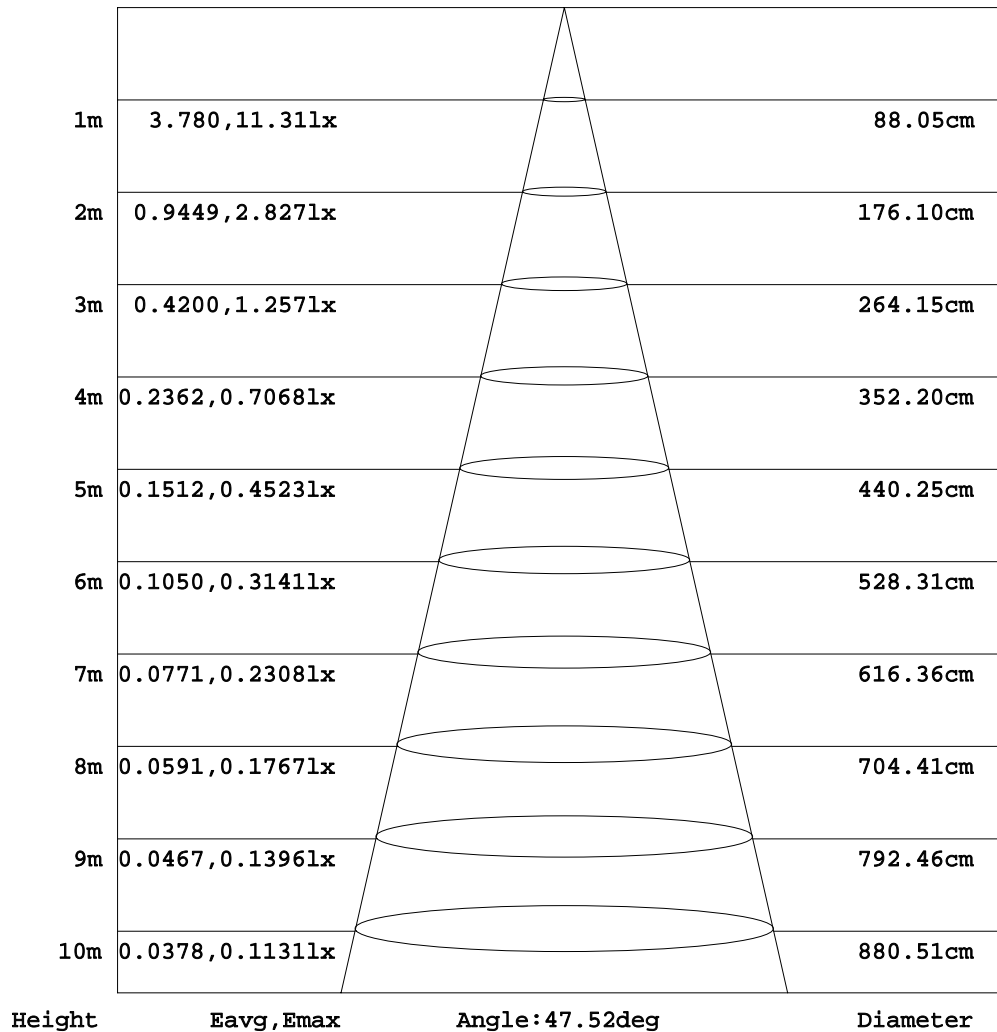 1m 3.780,11.31lx 88.05cm
2m 0.9449,2.827lx 176.10cm
3m 0.4200,1.257lx 264.15cm
4m 0.2362,0.7068lx 352.20cm
5m 0.1512,0.4523lx 440.25cm
6m 0.1050,0.3141lx 528.31cm
7m 0.0771,0.2308lx 616.36cm
8m 0.0591,0.1767lx 704.41cm
9m 0.0467,0.1396lx 792.46cm
10m 0.0378,0.1131lx 880.51cm
Height Eavg,Emax Angle:47.52deg Diameter